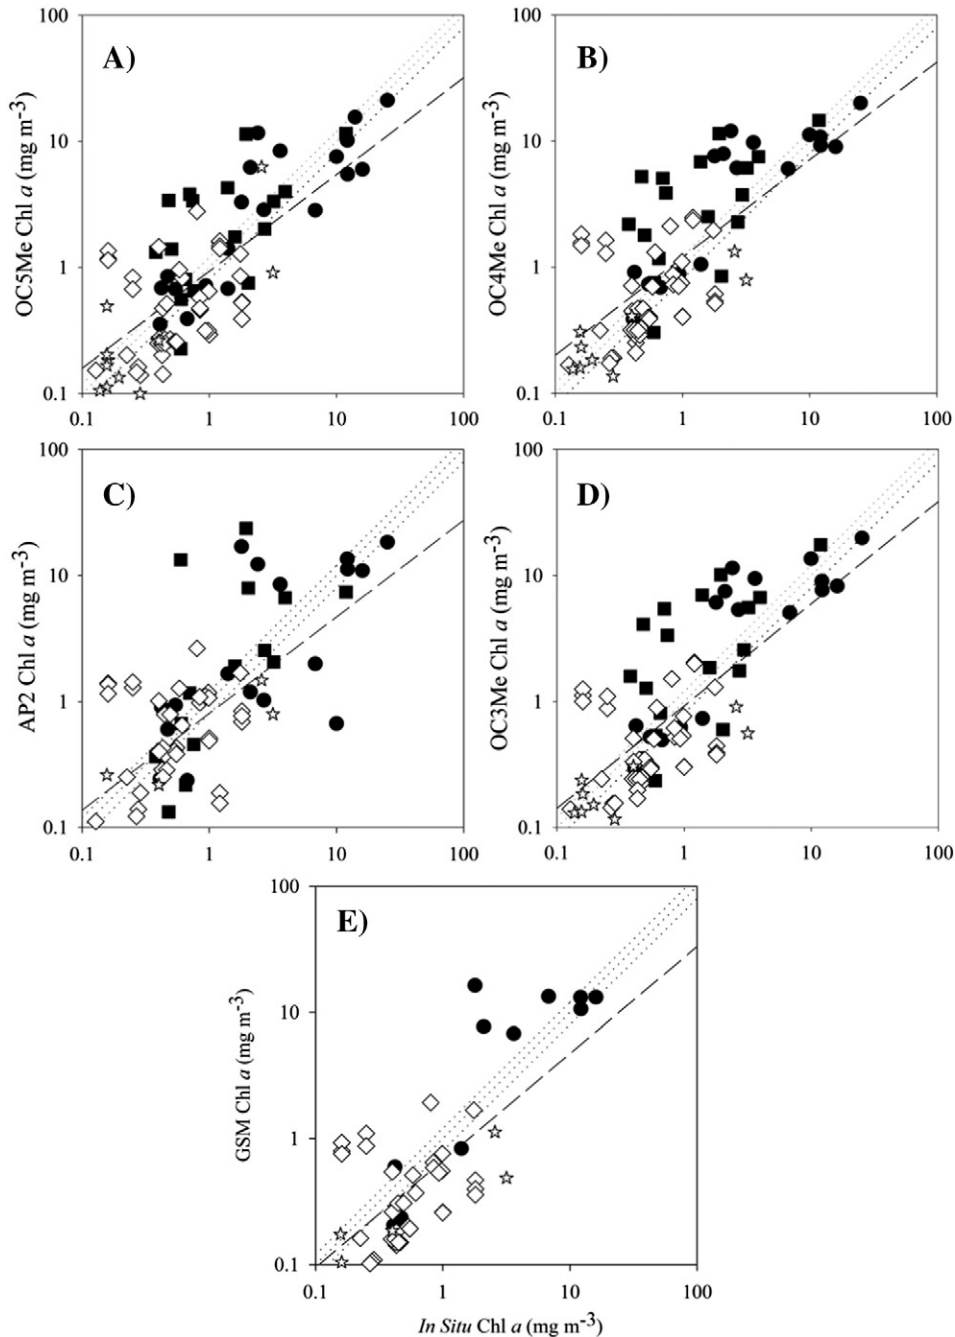 100
A)
10
1
0.1
OC5Me Chl a (mg m-3)
0.1 1 10 100
100
B)
10
1
0.1
OC4Me Chl a (mg m-3)
0.1 1 10 100
100
C)
10
1
0.1
AP2 Chl a (mg m-3)
0.1 1 10 100
100
D)
10
1
0.1
OC3Me Chl a (mg m-3)
0.1 1 10 100
100
E)
10
1
0.1
GSM Chl a (mg m-3)
0.1 1 10 100
In Situ Chl a (mg m-3)